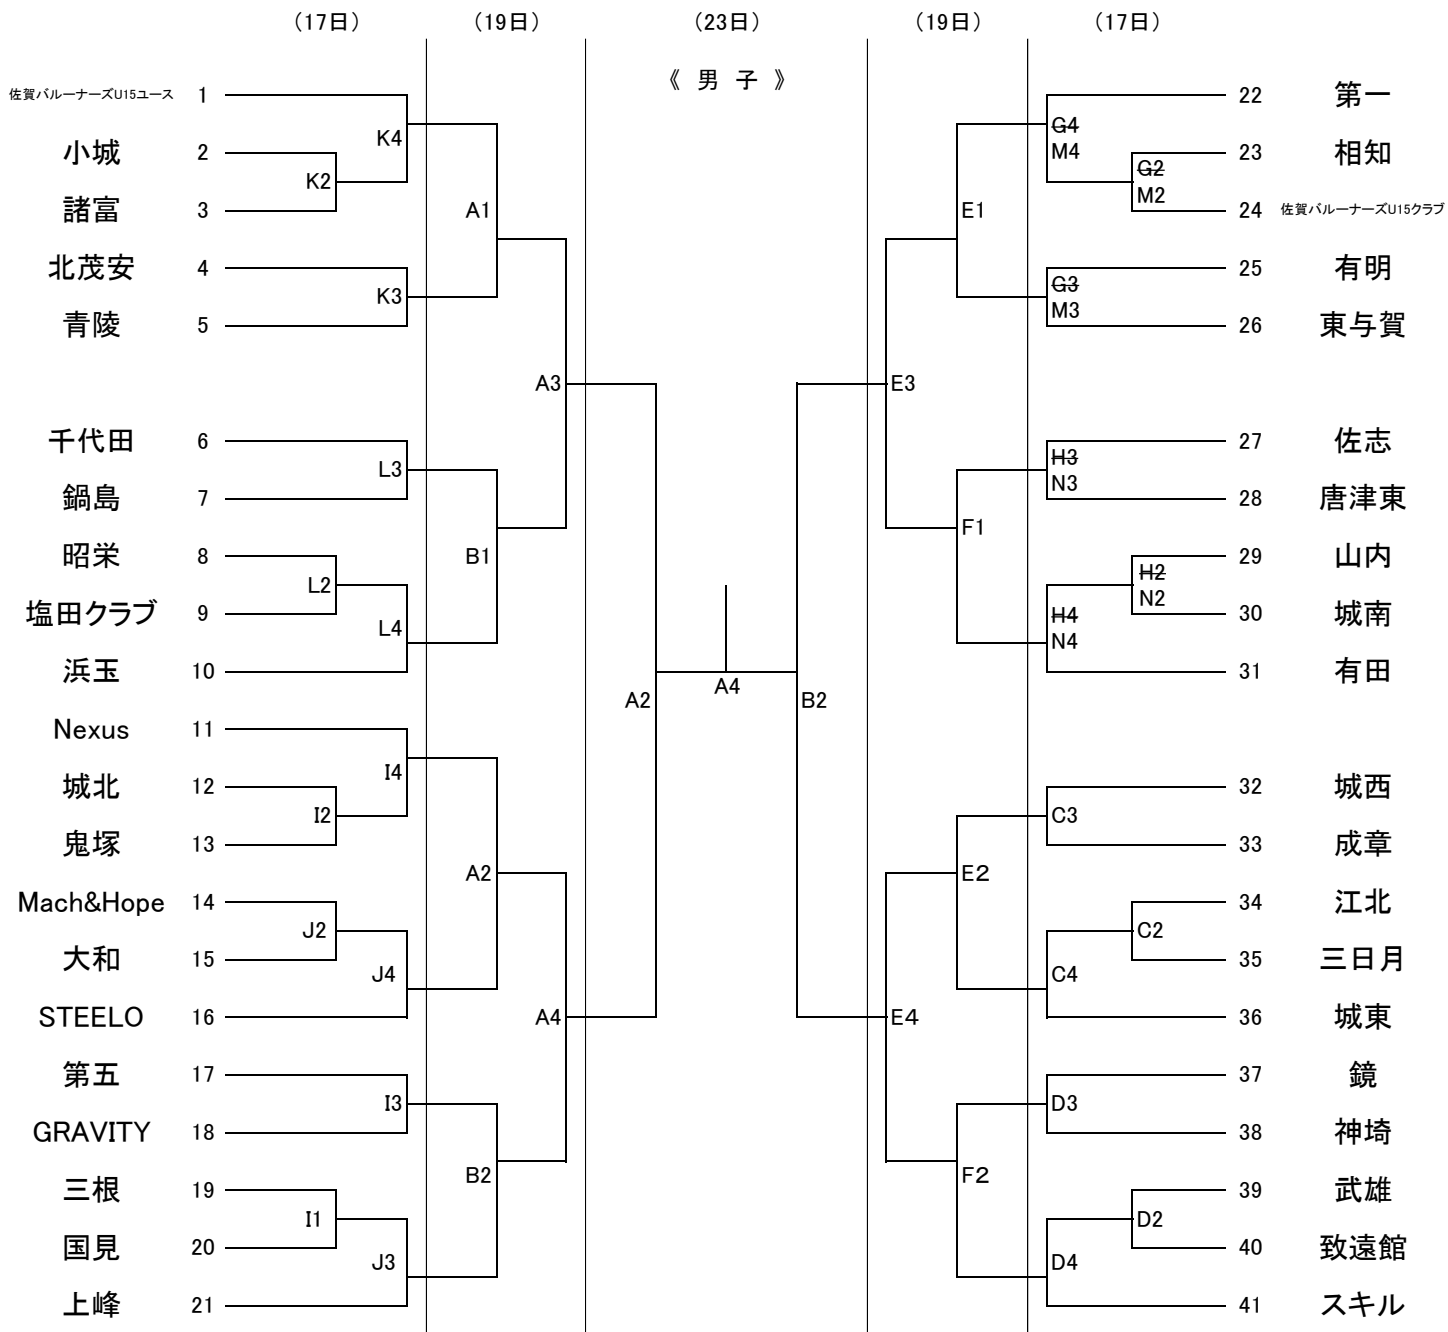 （17日） （19日） （23日） （19日） （17日）
《 男 子 》
佐賀バルーナーズU15ユース 1
小城 2
諸富 3
北茂安 4
青陵 5
千代田 6
鍋島 7
昭栄 8
塩田クラブ 9
浜玉 10
Nexus 11
城北 12
鬼塚 13
Mach&Hope 14
大和 15
STEELO 16
第五 17
GRAVITY 18
三根 19
国見 20
上峰 21
K4
K2
K3
L3
L2
L4
I4
I2
J2
J4
I3
I1
J3
A1
B1
A2
B2
A3
A4
A2
A4
B2
E3
E4
E1
F1
E2
F2
G4
M4
G2
M2
G3
M3
H3
N3
H2
N2
H4
N4
C3
C2
C4
D3
D2
D4
22 第一
23 相知
24 佐賀バルーナーズU15クラブ
25 有明
26 東与賀
27 佐志
28 唐津東
29 山内
30 城南
31 有田
32 城西
33 成章
34 江北
35 三日月
36 城東
37 鏡
38 神埼
39 武雄
40 致遠館
41 スキル